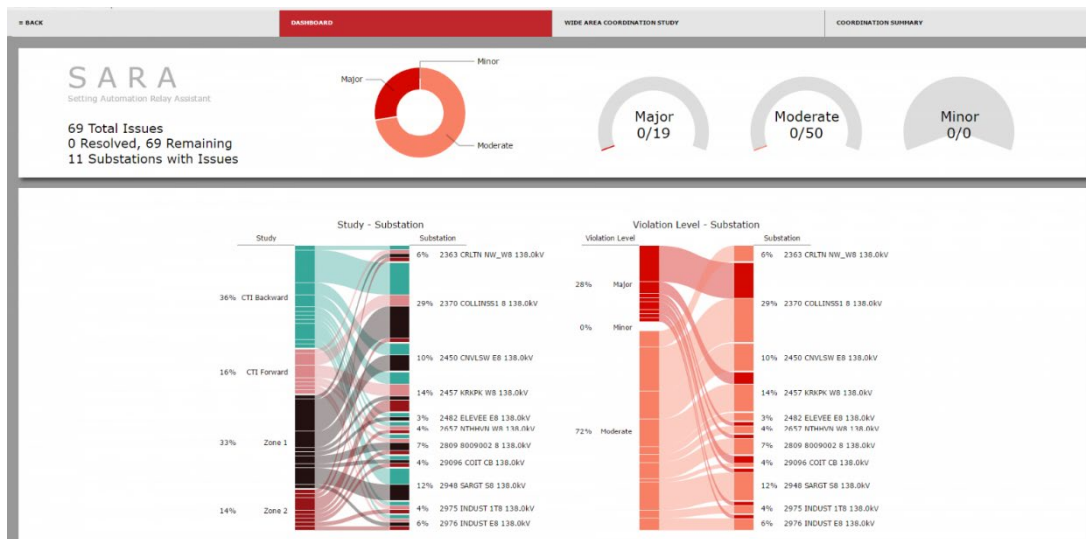 ≡ BACK
DASHBOARD
WIDE AREA COORDINATION STUDY
COORDINATION SUMMARY
SARA
Setting Automation Relay Assistant
69 Total Issues
0 Resolved, 69 Remaining
11 Substations with Issues
Minor
Major
Moderate
Major
0/19
Moderate
0/50
Minor
0/0
Study - Substation
Study
Substation
36% CTI Backward
16% CTI Forward
33% Zone 1
14% Zone 2
6% 2363 CRLTN NW_W8 138.0kV
29% 2370 COLLINSS1 8 138.0kV
10% 2450 CNVLSW E8 138.0kV
14% 2457 KRKPK W8 138.0kV
3% 2482 ELEVEE E8 138.0kV
4% 2657 NTHHVN W8 138.0kV
7% 2809 8009002 8 138.0kV
4% 29096 COIT CB 138.0kV
12% 2948 SARGT S8 138.0kV
4% 2975 INDUST 1T8 138.0kV
6% 2976 INDUST E8 138.0kV
Violation Level - Substation
Violation Level
Substation
28% Major
0% Minor
72% Moderate
6% 2363 CRLTN NW_W8 138.0kV
29% 2370 COLLINSS1 8 138.0kV
10% 2450 CNVLSW E8 138.0kV
14% 2457 KRKPK W8 138.0kV
3% 2482 ELEVEE E8 138.0kV
4% 2657 NTHHVN W8 138.0kV
7% 2809 8009002 8 138.0kV
4% 29096 COIT CB 138.0kV
12% 2948 SARGT S8 138.0kV
4% 2975 INDUST 1T8 138.0kV
6% 2976 INDUST E8 138.0kV